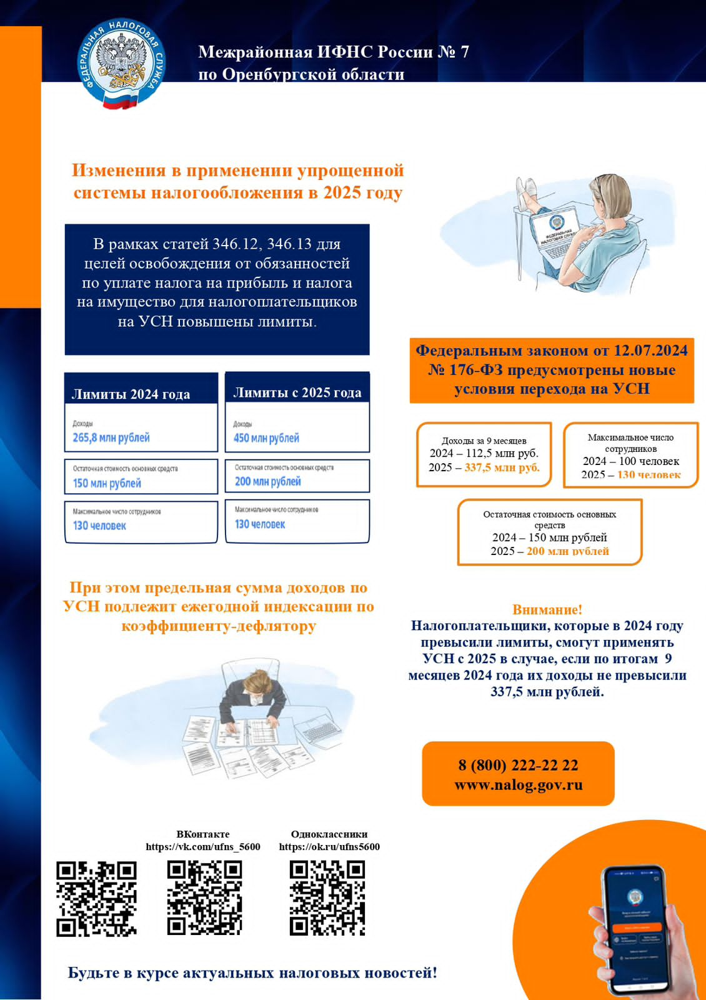 ФЕДЕРАЛЬНАЯ НАЛОГОВАЯ СЛУЖБА
Межрайонная ИФНС России № 7
по Оренбургской области
Изменения в применении упрощенной
системы налогообложения в 2025 году
ФЕДЕРАЛЬНАЯ
НАЛОГОВАЯ СЛУЖБА
В рамках статей 346.12, 346.13 для
целей освобождения от обязанностей
по уплате налога на прибыль и налога
на имущество для налогоплательщиков
на УСН повышены лимиты.
Лимиты 2024 года
Доходы
265,8 млн рублей
Остаточная стоимость основных средств
150 млн рублей
Максимальное число сотрудников
130 человек
Лимиты с 2025 года
Доходы
450 млн рублей
Остаточная стоимость основных средств
200 млн рублей
Максимальное число сотрудников
130 человек
Федеральным законом от 12.07.2024
№ 176-ФЗ предусмотрены новые
условия перехода на УСН
Доходы за 9 месяцев
2024 – 112,5 млн руб.
2025 – 337,5 млн руб.
Максимальное число
сотрудников
2024 – 100 человек
2025 – 130 человек
Остаточная стоимость основных
средств
2024 – 150 млн рублей
2025 – 200 млн рублей
При этом предельная сумма доходов по
УСН подлежит ежегодной индексации по
коэффициенту-дефлятору
Внимание!
Налогоплательщики, которые в 2024 году
превысили лимиты, смогут применять
УСН с 2025 в случае, если по итогам 9
месяцев 2024 года их доходы не превысили
337,5 млн рублей.
8 (800) 222-22 22
www.nalog.gov.ru
ВКонтакте
https://vk.com/ufns_5600
Одноклассники
https://ok.ru/ufns5600
Будьте в курсе актуальных налоговых новостей!